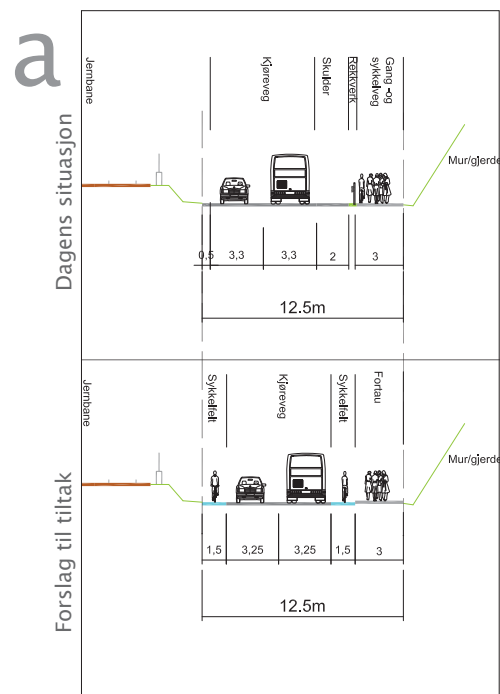 a
Dagens situasjon
Jernbane
Kjøreveg
Skulder
Rekkverk
Gang -og
sykkelveg
Mur/gjerde
0,5 3,3 3,3 2 3
12.5m
Forslag til tiltak
Jernbane
Sykkelfelt
Kjøreveg
Sykkelfelt
Fortau
Mur/gjerde
1,5 3,25 3,25 1,5 3
12.5m